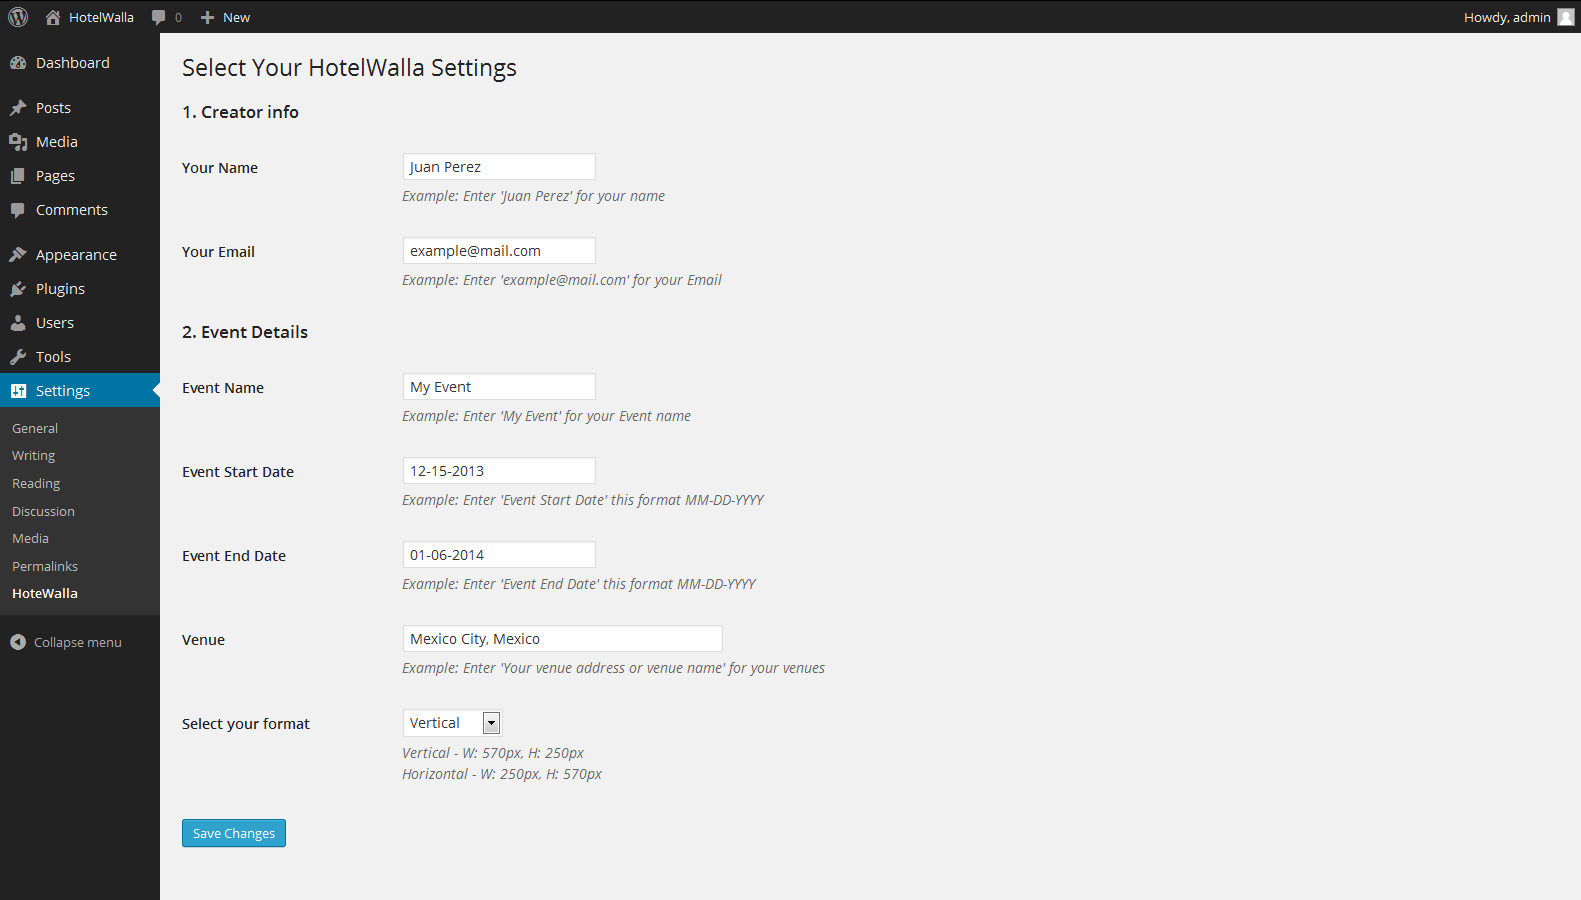 HotelWalla 0 New Howdy, admin
Dashboard
Posts
Media
Pages
Comments
Appearance
Plugins
Users
Tools
Settings
General
Writing
Reading
Discussion
Media
Permalinks
HoteWalla
Collapse menu
Select Your HotelWalla Settings
1. Creator info
Your Name Juan Perez
Example: Enter 'Juan Perez' for your name
Your Email example@mail.com
Example: Enter 'example@mail.com' for your Email
2. Event Details
Event Name My Event
Example: Enter 'My Event' for your Event name
Event Start Date 12-15-2013
Example: Enter 'Event Start Date' this format MM-DD-YYYY
Event End Date 01-06-2014
Example: Enter 'Event End Date' this format MM-DD-YYYY
Venue Mexico City, Mexico
Example: Enter 'Your venue address or venue name' for your venues
Select your format Vertical
Vertical - W: 570px, H: 250px
Horizontal - W: 250px, H: 570px
Save Changes